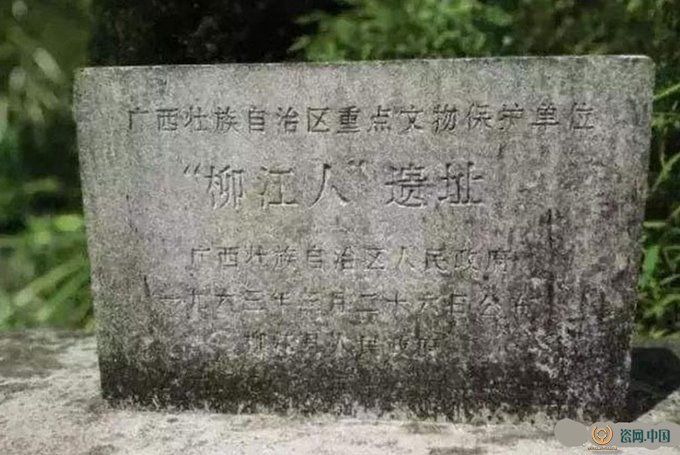 广西壮族自治区重点文物保护单位
“柳江人”遗址
广西壮族自治区人民政府
一九六三年二月二十六日公布
柳江县人民政府
盗网.中国